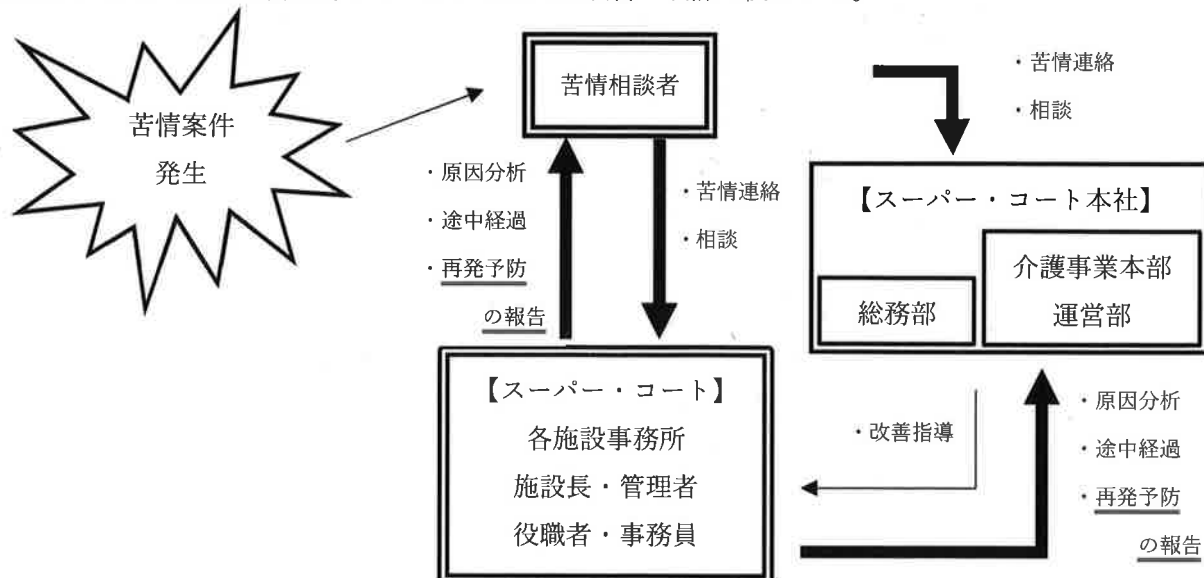 苦情案件
発生
苦情相談者
・苦情連絡
・相談
・原因分析
・途中経過
・再発予防
の報告
・苦情連絡
・相談
【スーパー・コート本社】
総務部
介護事業本部
運営部
【スーパー・コート】
各施設事務所
施設長・管理者
役職者・事務員
・改善指導
・原因分析
・途中経過
・再発予防
の報告